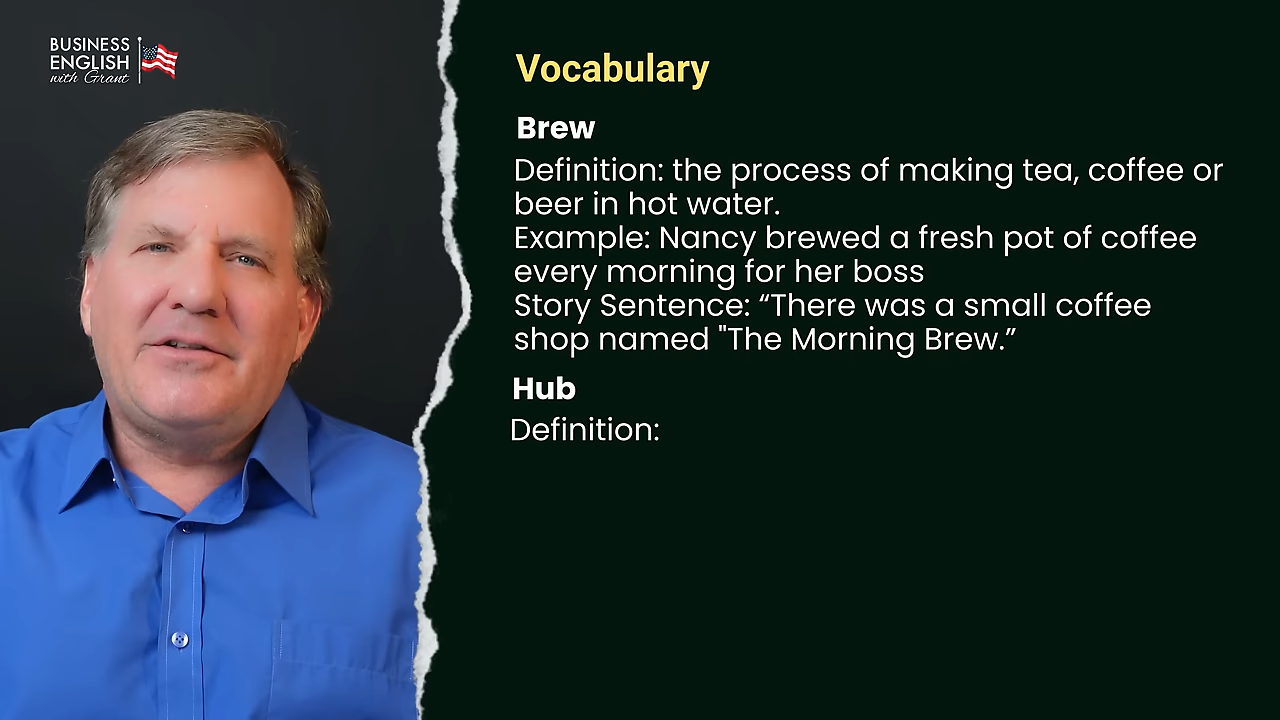 BUSINESS
ENGLISH
with Grant
Vocabulary
Brew
Definition: the process of making tea, coffee or
beer in hot water.
Example: Nancy brewed a fresh pot of coffee
every morning for her boss
Story Sentence: “There was a small coffee
shop named "The Morning Brew.”
Hub
Definition: